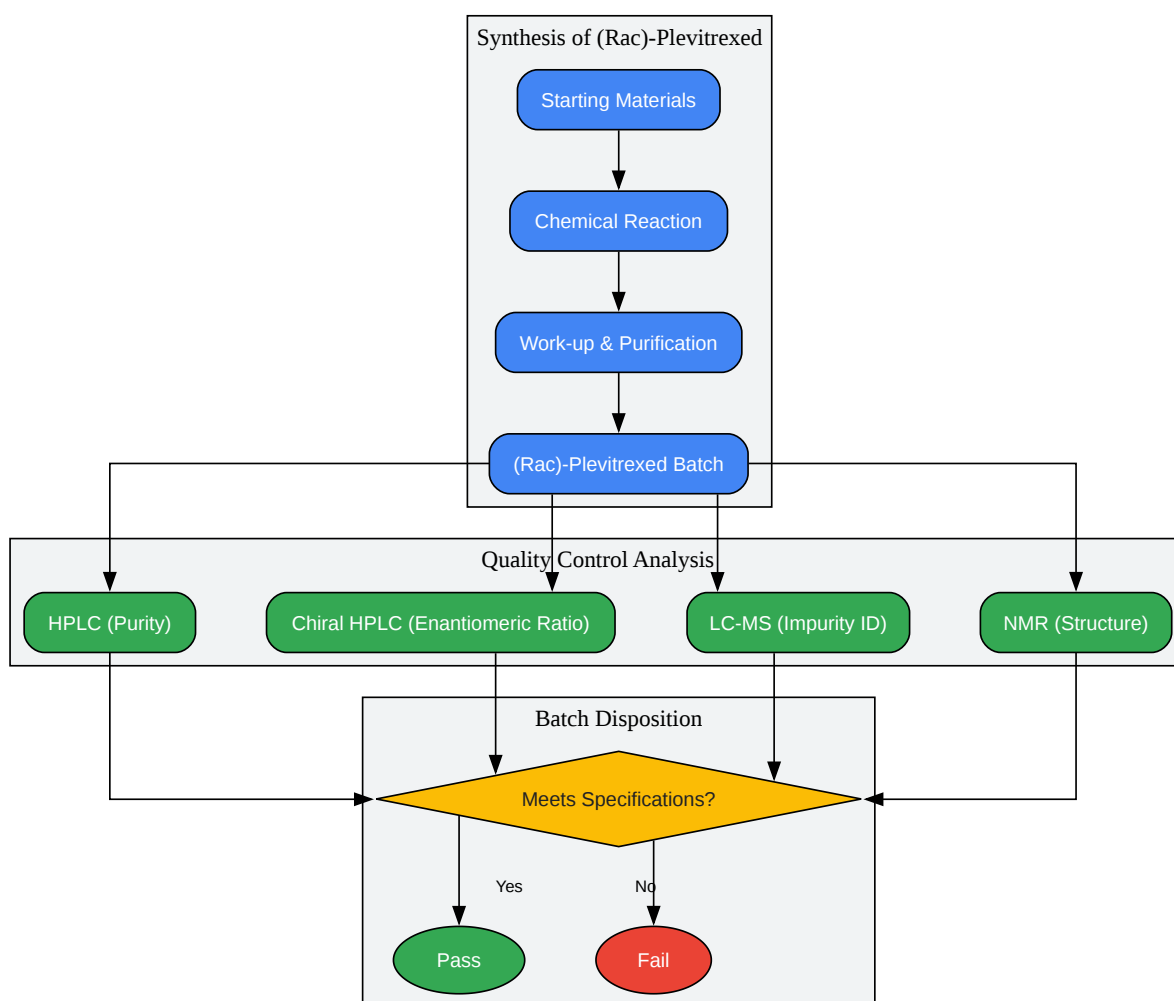 Synthesis of (Rac)-Plevitrexed
Starting Materials
Chemical Reaction
Work-up & Purification
(Rac)-Plevitrexed Batch
Quality Control Analysis
HPLC (Purity)
Chiral HPLC (Enantiomeric Ratio)
LC-MS (Impurity ID)
NMR (Structure)
Batch Disposition
Meets Specifications?
Yes
No
Pass
Fail